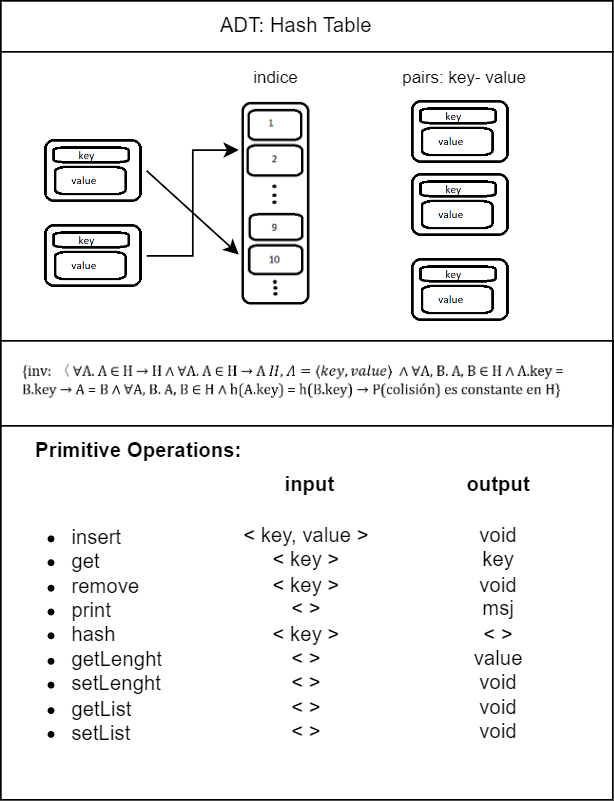 ADT: Hash Table
indice
pairs: key- value
key
value
key
value
1
2
9
10
key
value
key
value
key
value
{inv: 〈 ∀A. A ∈ H → H ∧ ∀A. A ∈ H → A H, A = ⟨key, value⟩ ∧ ∀A, B. A, B ∈ H ∧ A.key =
B.key → A = B ∧ ∀A, B. A, B ∈ H ∧ h(A.key) = h(B.key) → P(colisión) es constante en H}
Primitive Operations:
input output
• insert < key, value > void
• get < key > key
• remove < key > void
• print < > msj
• hash < key > < >
• getLenght < > value
• setLenght < > void
• getList < > void
• setList < > void